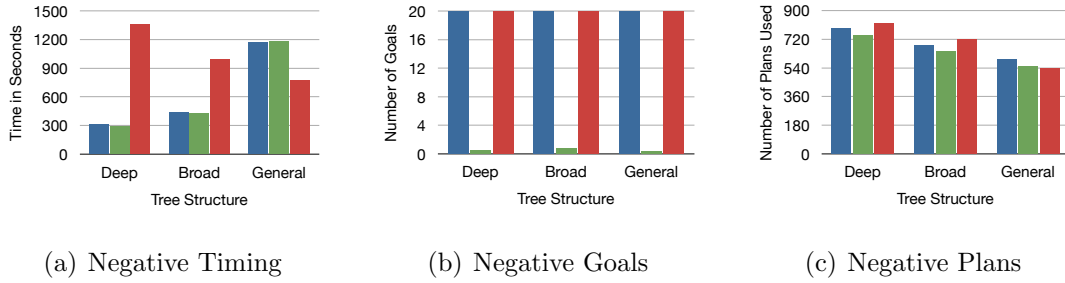 Time in Seconds
1500
1200
900
600
300
0
Deep Broad General
Tree Structure
(a) Negative Timing
Number of Goals
20
16
12
8
4
0
Deep Broad General
Tree Structure
(b) Negative Goals
Number of Plans Used
900
720
540
360
180
0
Deep Broad General
Tree Structure
(c) Negative Plans